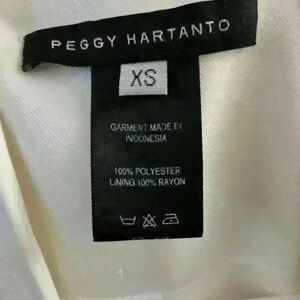 PEGGY HARTANTO
XS
GARMENT MADE IN
INDONESIA
100% POLYESTER
LINING 100% RAYON